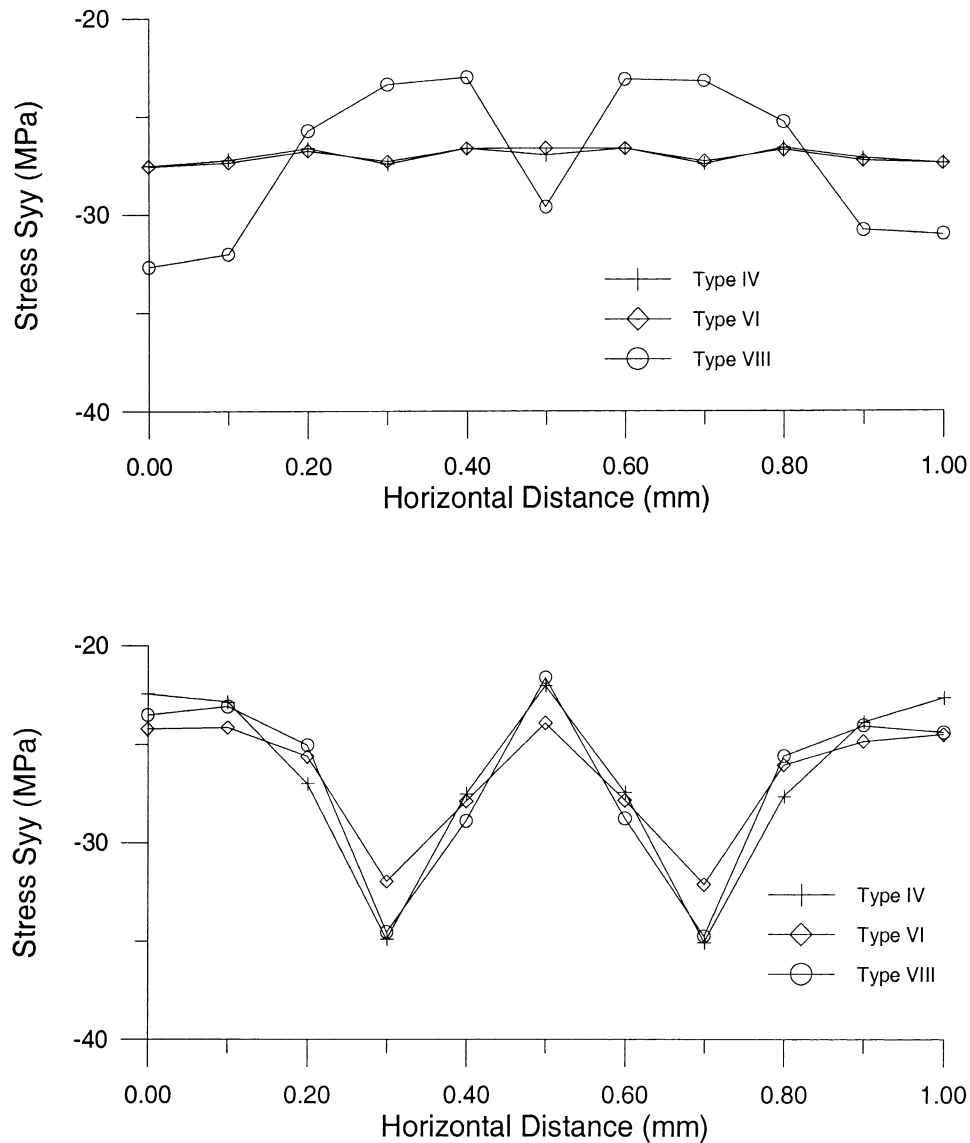 -20
-30
-40
Stress Syy (MPa)
Type IV
Type VI
Type VIII
0.00 0.20 0.40 0.60 0.80 1.00
Horizontal Distance (mm)
-20
-30
-40
Stress Syy (MPa)
Type IV
Type VI
Type VIII
0.00 0.20 0.40 0.60 0.80 1.00
Horizontal Distance (mm)